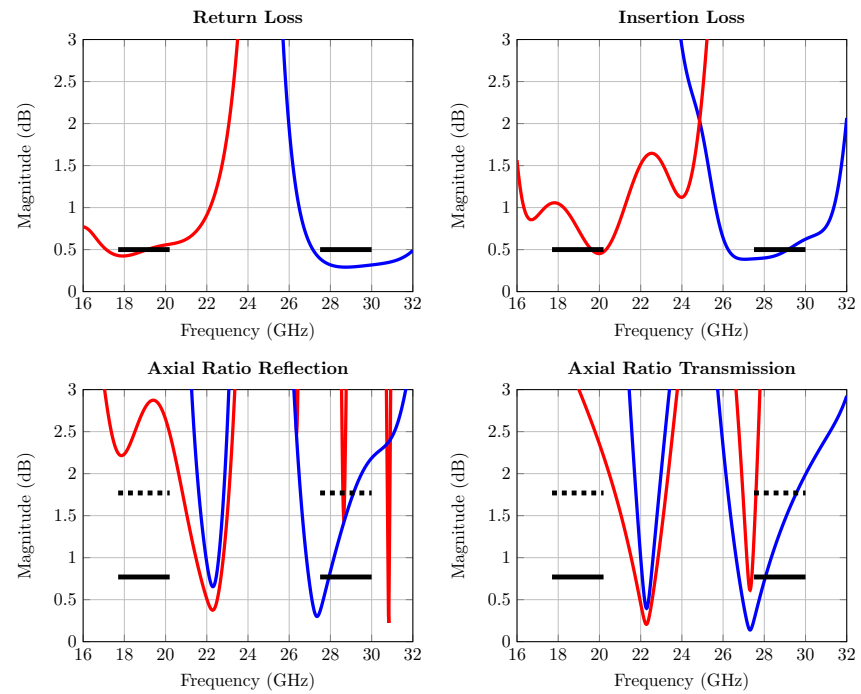 Return Loss
3
2.5
2
1.5
1
0.5
0
Magnitude (dB)
16 18 20 22 24 26 28 30 32
Frequency (GHz)
Insertion Loss
3
2.5
2
1.5
1
0.5
0
Magnitude (dB)
16 18 20 22 24 26 28 30 32
Frequency (GHz)
Axial Ratio Reflection
3
2.5
2
1.5
1
0.5
0
Magnitude (dB)
16 18 20 22 24 26 28 30 32
Frequency (GHz)
Axial Ratio Transmission
3
2.5
2
1.5
1
0.5
0
Magnitude (dB)
16 18 20 22 24 26 28 30 32
Frequency (GHz)